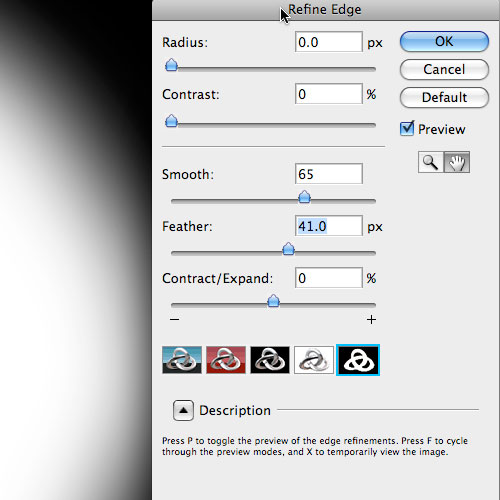 Refine Edge
Radius: 0.0 px
OK
Contrast: 0 %
Cancel
Default
Preview
Smooth: 65
Feather: 41.0 px
Contract/Expand: 0 %
− +
Description
Press P to toggle the preview of the edge refinements. Press F to cycle
through the preview modes, and X to temporarily view the image.